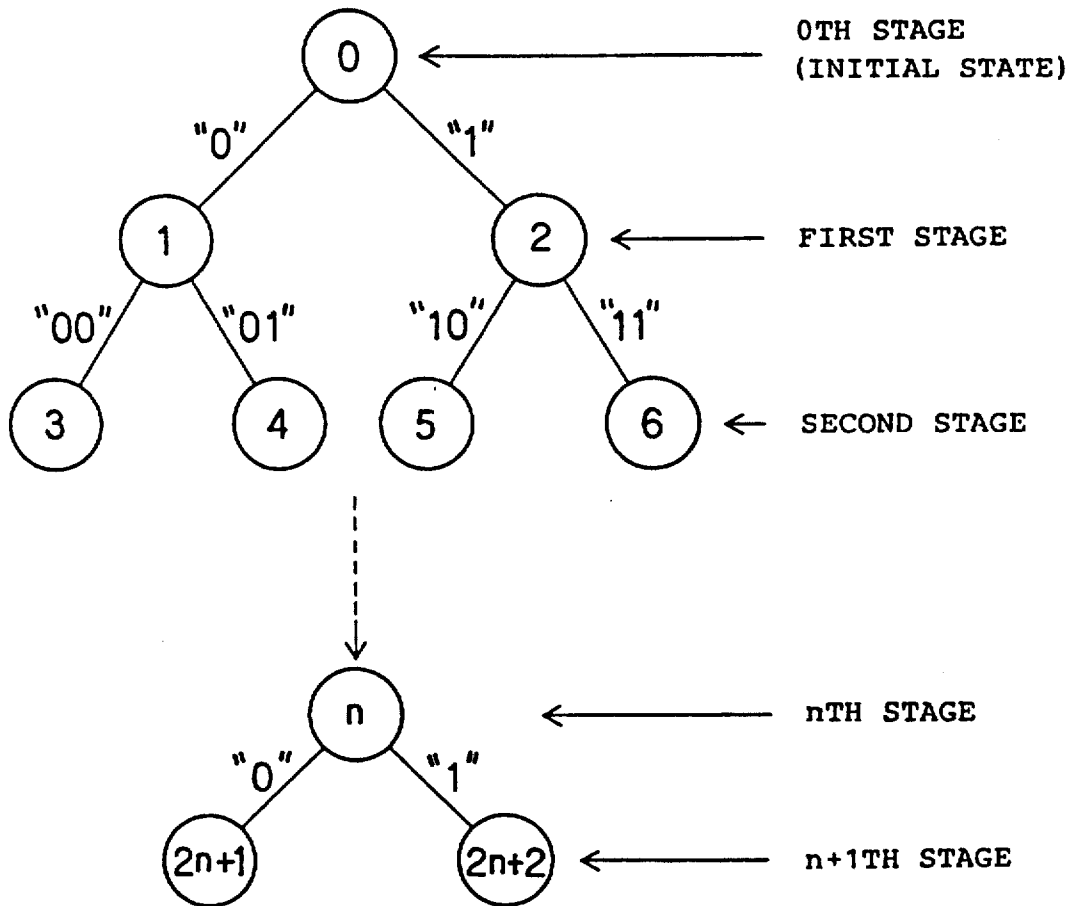 0
0TH STAGE
(INITIAL STATE)
"0"
"1"
1
2
FIRST STAGE
"00"
"01"
"10"
"11"
3
4
5
6
SECOND STAGE
n
nTH STAGE
"0"
"1"
2n+1
2n+2
n+1TH STAGE